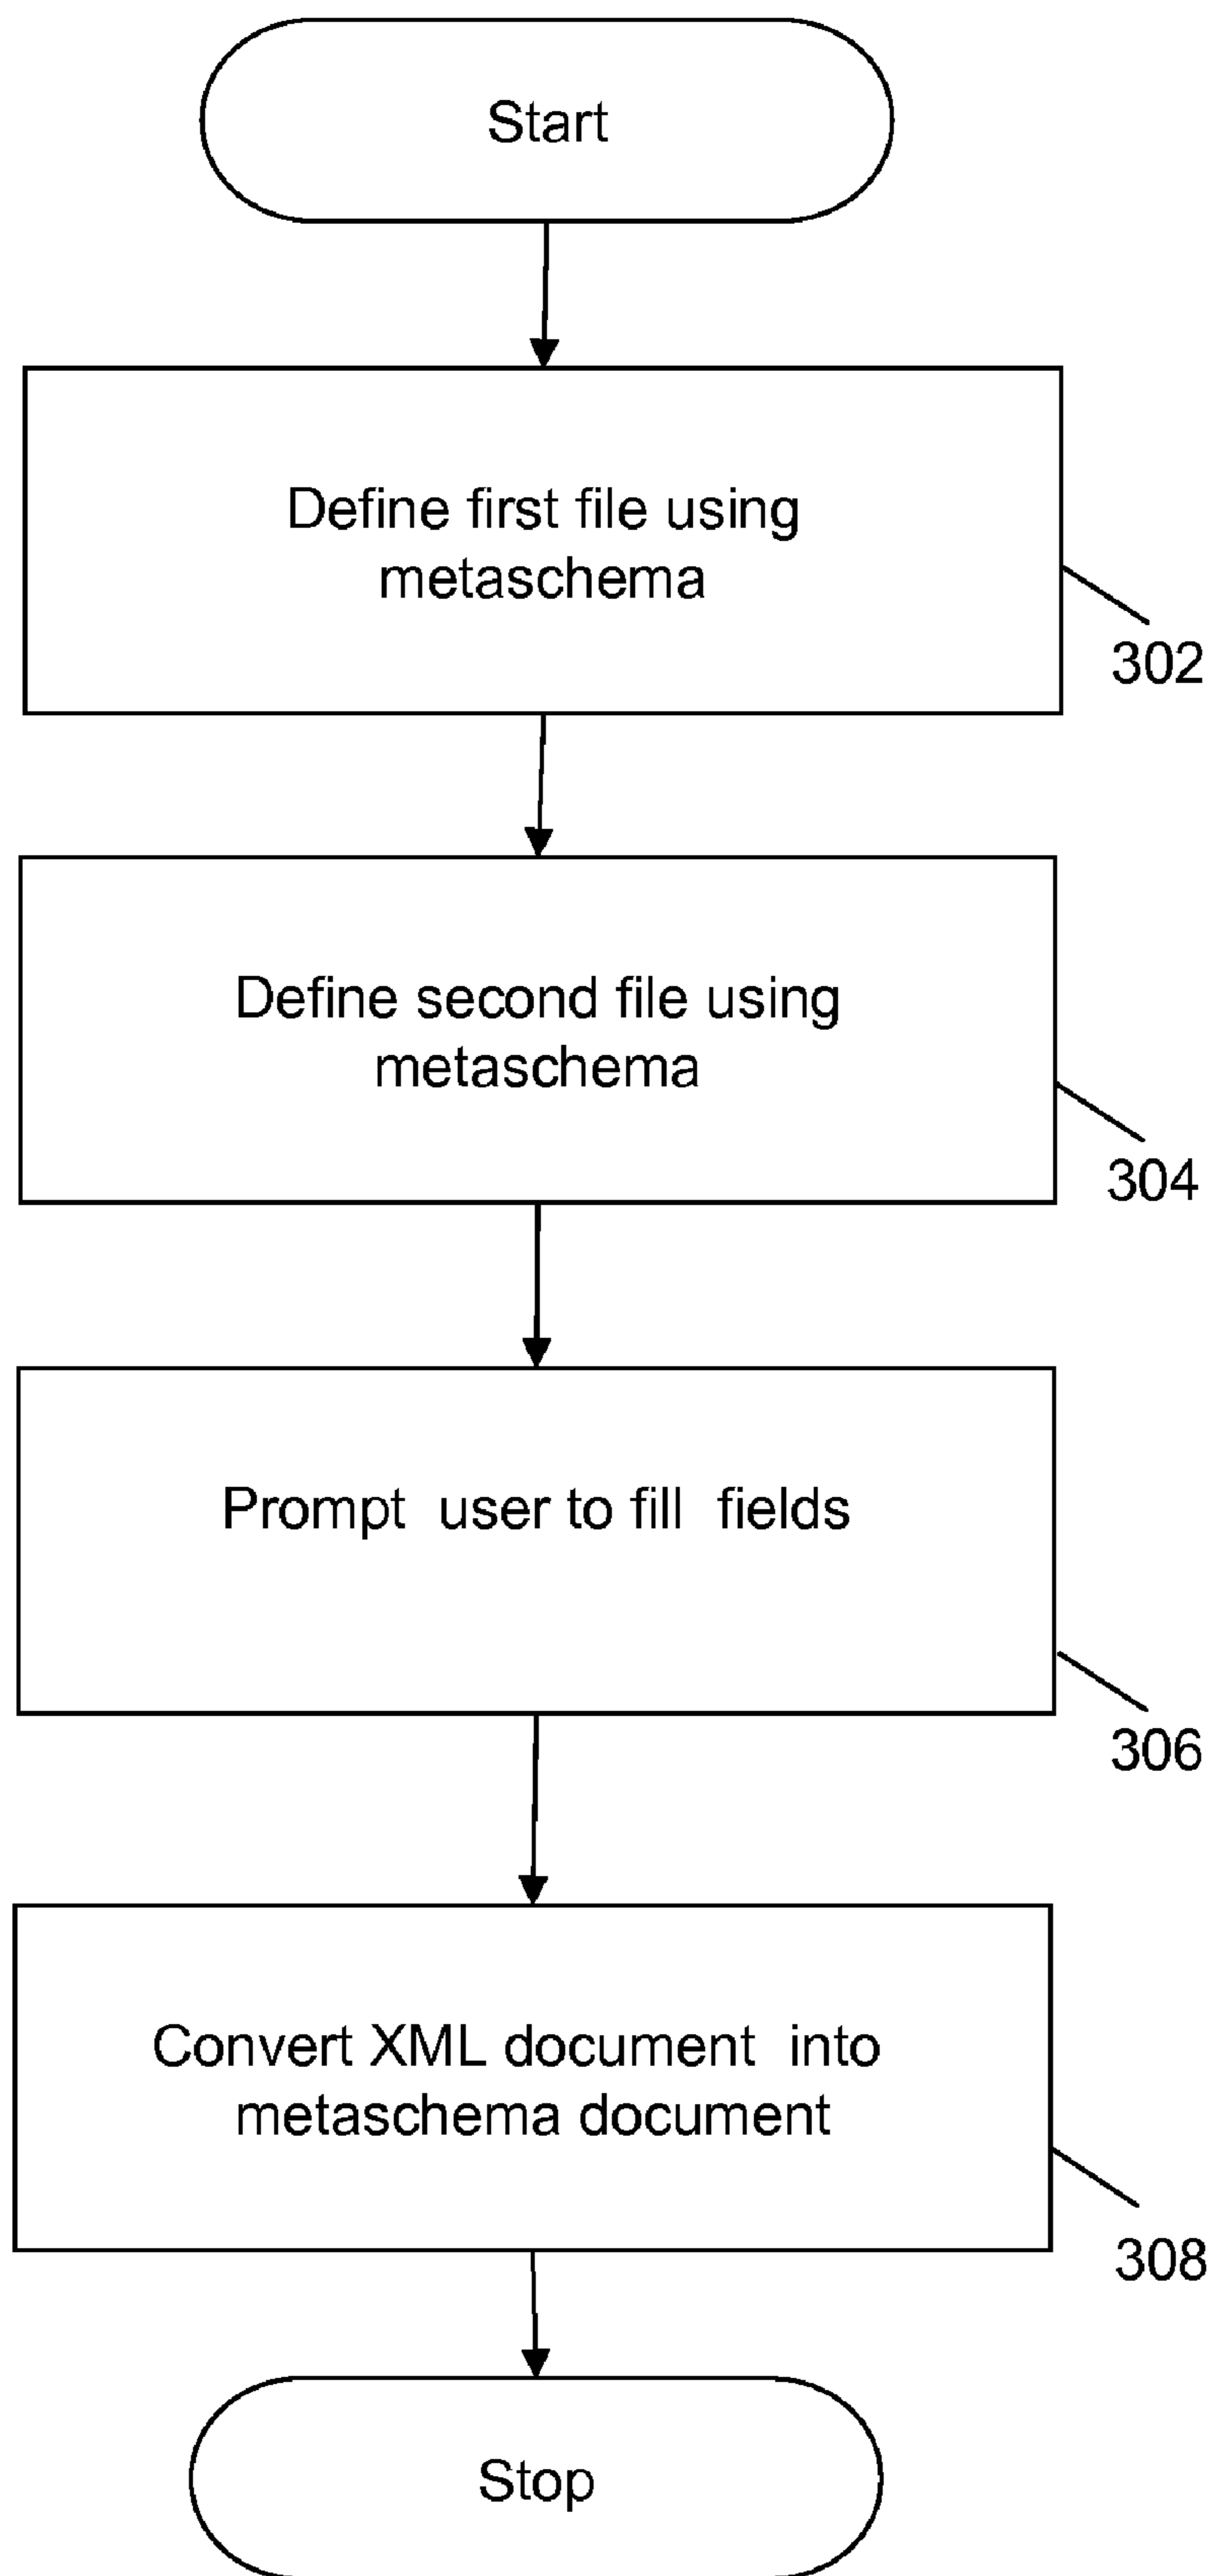 Start
Define first file using
metaschema
302
Define second file using
metaschema
304
Prompt user to fill fields
306
Convert XML document into
metaschema document
308
Stop